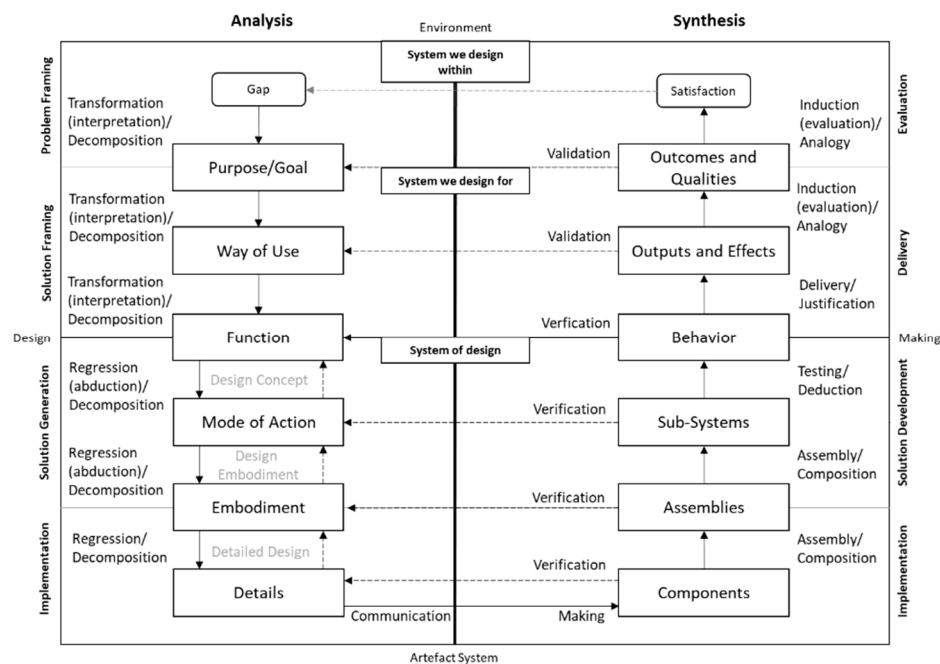 Analysis
Environment
Synthesis
System we design
within
Problem Framing
Gap
Satisfaction
Evaluation
Transformation
(interpretation)/
Decomposition
Induction
(evaluation)/
Analogy
Purpose/Goal
Validation
Outcomes and
Qualities
System we design for
Solution Framing
Transformation
(interpretation)/
Decomposition
Induction
(evaluation)/
Analogy
Way of Use
Validation
Outputs and Effects
Delivery
Transformation
(interpretation)/
Decomposition
Delivery/
Justification
Design
Function
Verfication
Behavior
Making
System of design
Solution Generation
Regression
(abduction)/
Decomposition
Design Concept
Testing/
Deduction
Solution Development
Mode of Action
Verification
Sub-Systems
Regression
(abduction)/
Decomposition
Design
Embodiment
Assembly/
Composition
Embodiment
Verification
Assemblies
Implementation
Regression/
Decomposition
Detailed Design
Assembly/
Composition
Implementation
Verification
Details
Components
Communication
Making
Artefact System